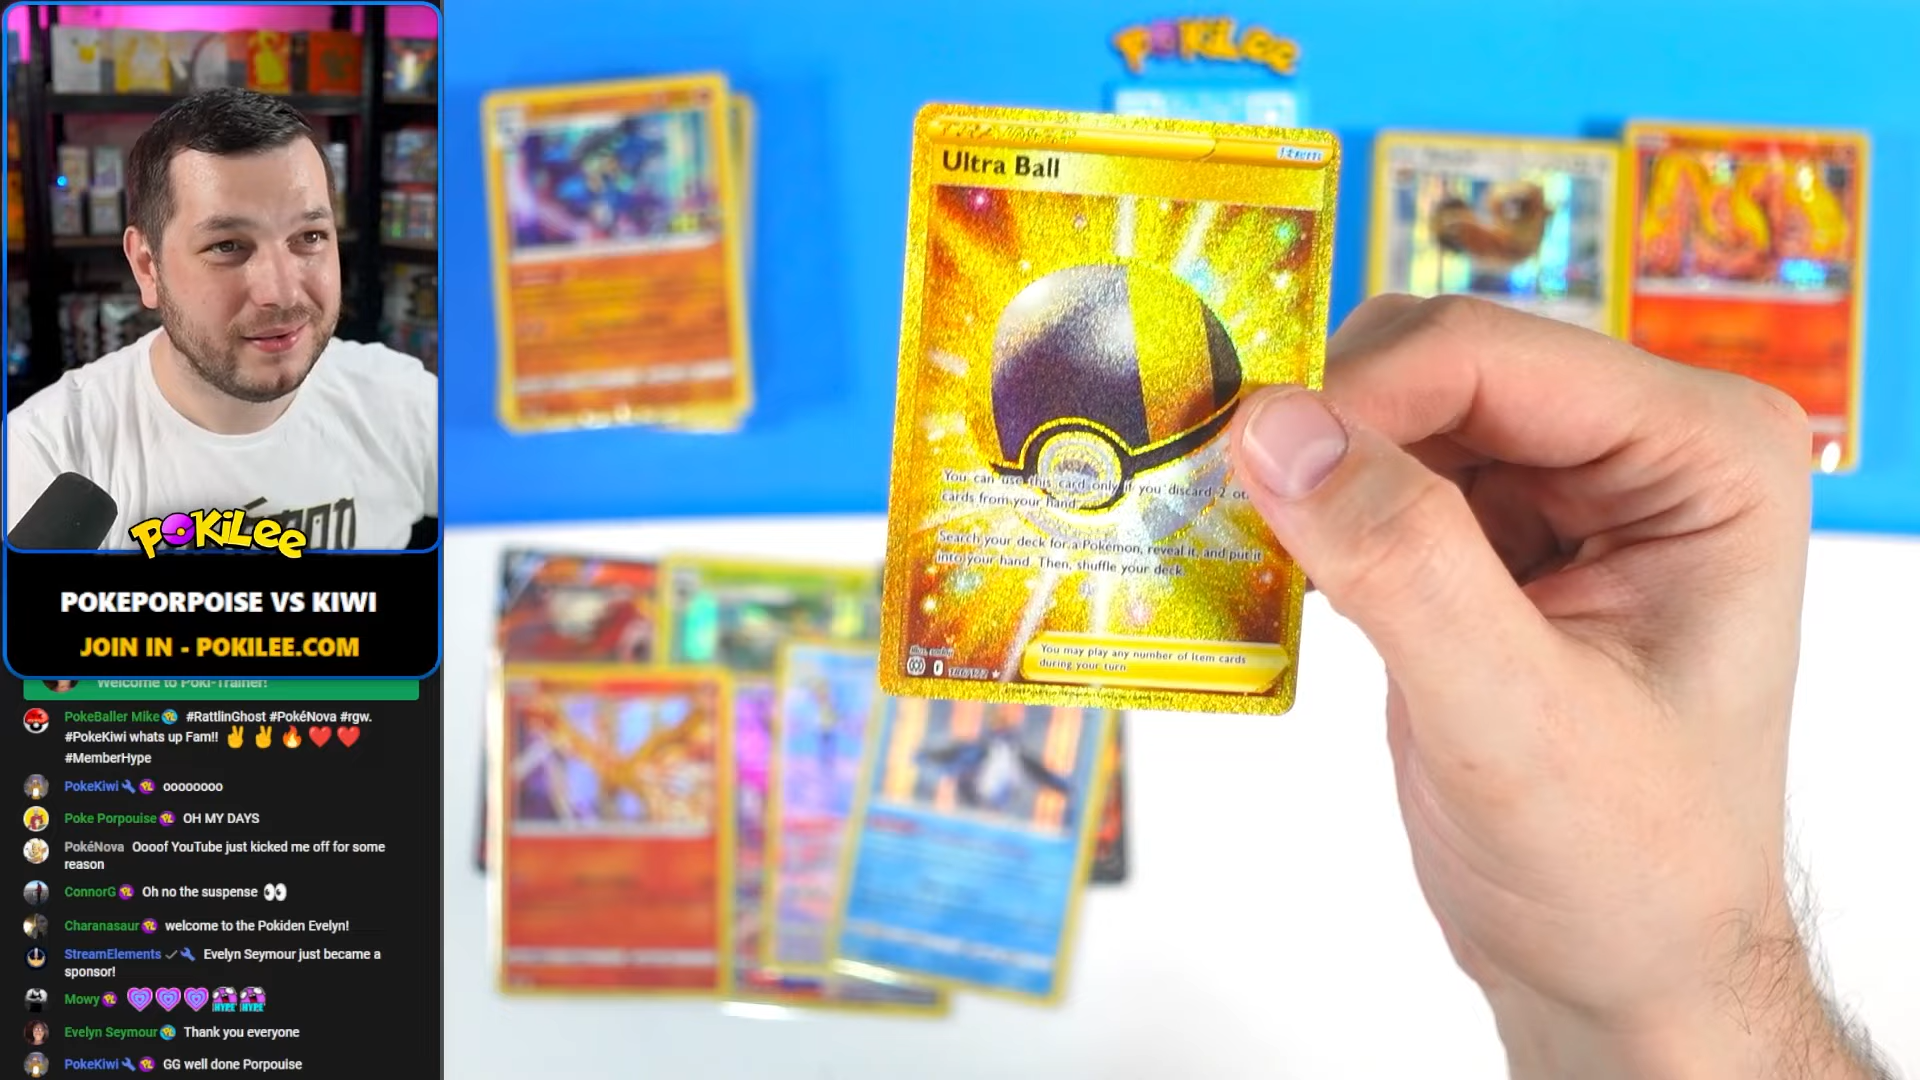 POKiLee
POKEPORPOISE VS KIWI
JOIN IN - POKILEE.COM
Welcome to Poki-Trainer!
PokeBaller Mike #RattlinGhost #PokéNova #rgw.
#PokeKiwi whats up Fam!! ✌️ ✌️ 🔥 ❤️ ❤️
#MemberHype
PokeKiwi oooooooo
Poke Porpouise OH MY DAYS
PokéNova Oooof YouTube just kicked me off for some
reason
ConnorG Oh no the suspense 👀
Charanasaur welcome to the Pokiden Evelyn!
StreamElements Evelyn Seymour just became a
sponsor!
Mowy HYPE HYPE
Evelyn Seymour Thank you everyone
PokeKiwi GG well done Porpouise
POKiLee
Item
Ultra Ball
You can use this card only if you discard 2
cards from your hand.
Search your deck for a Pokémon, reveal it, and put it
into your hand. Then, shuffle your deck.
You may play any number of Item cards
during your turn.